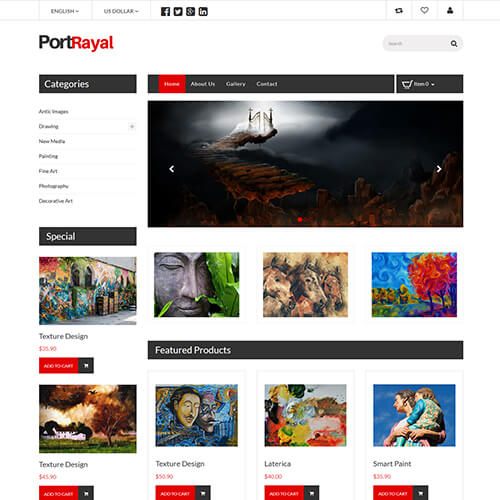 ENGLISH
US DOLLAR
PortRayal
Search
Categories
Home About Us Gallery Contact
Item 0
Antic Images
Drawing
New Media
Painting
Fine Art
Photography
Decorative Art
Special
Texture Design
$35.90
ADD TO CART
Texture Design
$45.90
ADD TO CART
Featured Products
Texture Design
$50.90
ADD TO CART
Laterica
$40.00
ADD TO CART
Smart Paint
$35.90
ADD TO CART